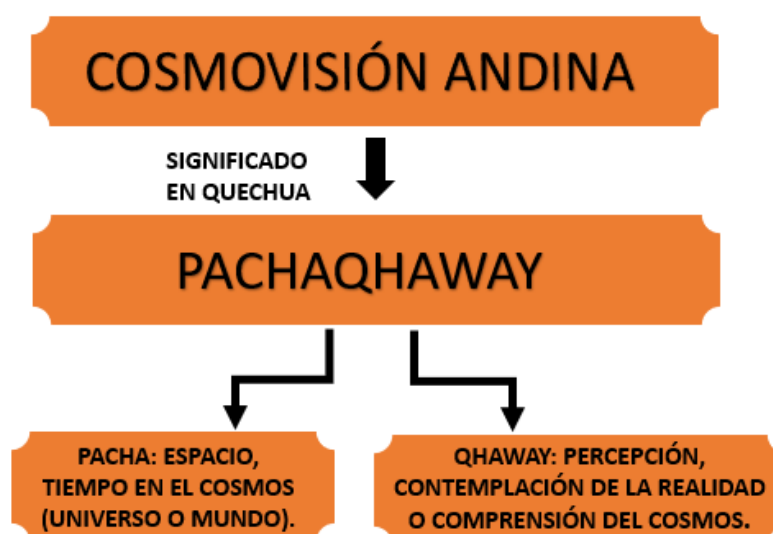 COSMOVISIÓN ANDINA
SIGNIFICADO
EN QUECHUA
PACHAQHAWAY
PACHA: ESPACIO,
TIEMPO EN EL COSMOS
(UNIVERSO O MUNDO).
QHAWAY: PERCEPCIÓN,
CONTEMPLACIÓN DE LA REALIDAD
O COMPRENSIÓN DEL COSMOS.